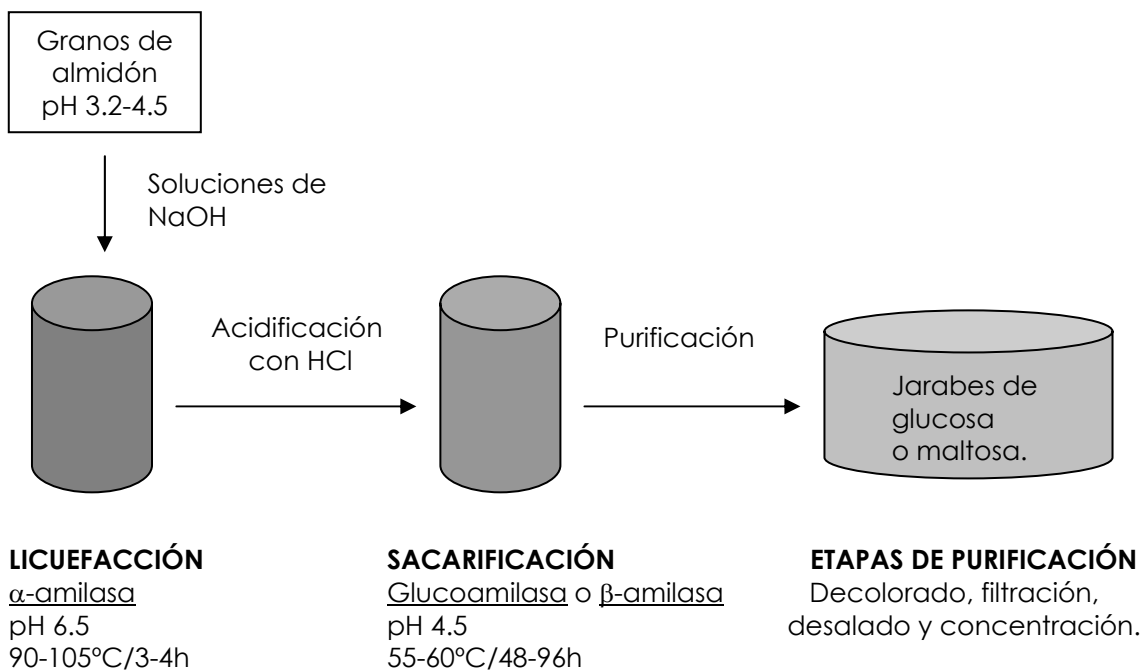 Granos de
almidón
pH 3.2-4.5
Soluciones de
NaOH
Acidificación
con HCl
Purificación
Jarabes de
glucosa
o maltosa.
LICUEFACCIÓN
α-amilasa
pH 6.5
90-105ºC/3-4h
SACARIFICACIÓN
Glucoamilasa o β-amilasa
pH 4.5
55-60ºC/48-96h
ETAPAS DE PURIFICACIÓN
Decolorado, filtración,
desalado y concentración.